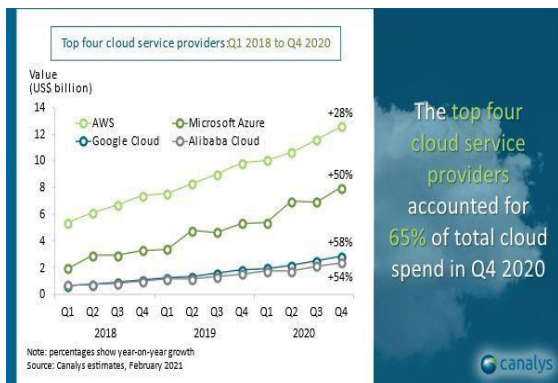 Top four cloud service providers:Q1 2018 to Q4 2020
Value
(US$ billion)
14
12
10
8
6
4
2
0
AWS
Microsoft Azure
Google Cloud
Alibaba Cloud
+28%
+50%
+58%
+54%
Q1 Q2 Q3 Q4 Q1 Q2 Q3 Q4 Q1 Q2 Q3 Q4
2018 2019 2020
Note: percentages show year-on-year growth
Source: Canalys estimates, February 2021
The top four
cloud service
providers
accounted for
65% of total cloud
spend in Q4 2020
canalys